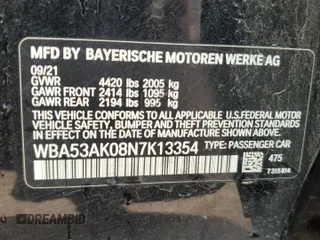 MFD BY BAYERISCHE MOTOREN WERKE AG
09/21
GVWR 4420 lbs 2005 kg
GAWR FRONT 2414 lbs 1095 kg
GAWR REAR 2194 lbs 995 kg
THIS VEHICLE CONFORMS TO ALL APPLICABLE
U.S. FEDERAL MOTOR VEHICLE SAFETY, BUMPER,
AND THEFT PREVENTION STANDARDS IN EFFECT
ON THE DATE OF MANUFACTURE SHOWN ABOVE.
WBA53AK08N7K13354 TYPE: PASSENGER CAR
475
7315814
DREAMBID